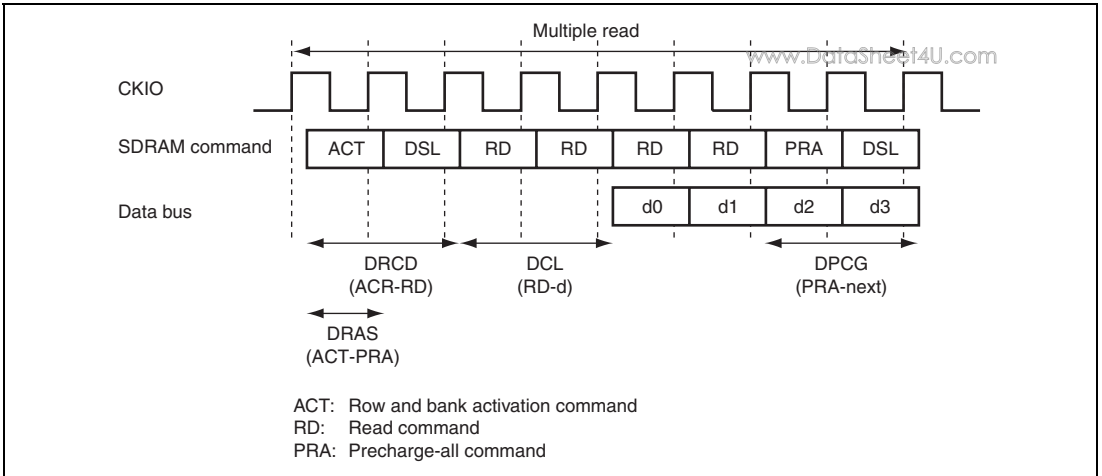 Multiple read
www.DataSheet4U.com
CKIO
SDRAM command
ACT DSL RD RD RD RD PRA DSL
Data bus
d0 d1 d2 d3
DRCD
(ACR-RD)
DCL
(RD-d)
DPCG
(PRA-next)
DRAS
(ACT-PRA)
ACT: Row and bank activation command
RD: Read command
PRA: Precharge-all command